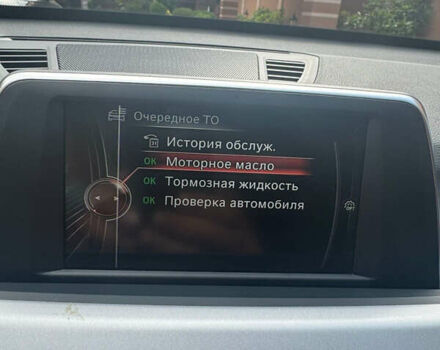 Очередное ТО
История обслуж.
OK Моторное масло
OK Тормозная жидкость
OK Проверка автомобиля